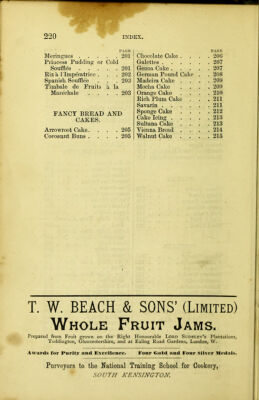 220 INDEX.
PAGE
Meringues . . . . . 201
Princess Pudding or Cold
Soufflée . . . . . 201
Riz à l'Impératrice . . . 202
Spanish Soufflée . . . 203
Timbale de Fruits à la
Maréchale . . . . . 203
FANCY BREAD AND
CAKES.
Arrowroot Cake. . . . . 205
Cocoanut Buns . . . . . 205
PAGE
Chocolate Cake . . . . . 206
Galettes . . . . . 207
Genoa Cake . . . . . 207
German Pound Cake . . 208
Madeira Cake . . . . . 209
Mocha Cake . . . . . 209
Orange Cake . . . . . 210
Rich Plum Cake . . . . 211
Savarin . . . . . 211
Sponge Cake . . . . . 212
Cake Icing . . . . . 213
Sultana Cake . . . . . 213
Vienna Bread . . . . . 214
Walnut Cake . . . . . 215
T. W. BEACH & SONS' (LIMITED)
WHOLE FRUIT JAMS.
Prepared from Fruit grown on the Right Honourable LORD SUDELEY'S Plantations,
Toddington, Gloucestershire, and at Ealing Road Gardens, London, W.
Awards for Purity and Excellence. Four Gold and Four Silver Medals.
Purveyors to the National Training School for Cookery,
SOUTH KENSINGTON.